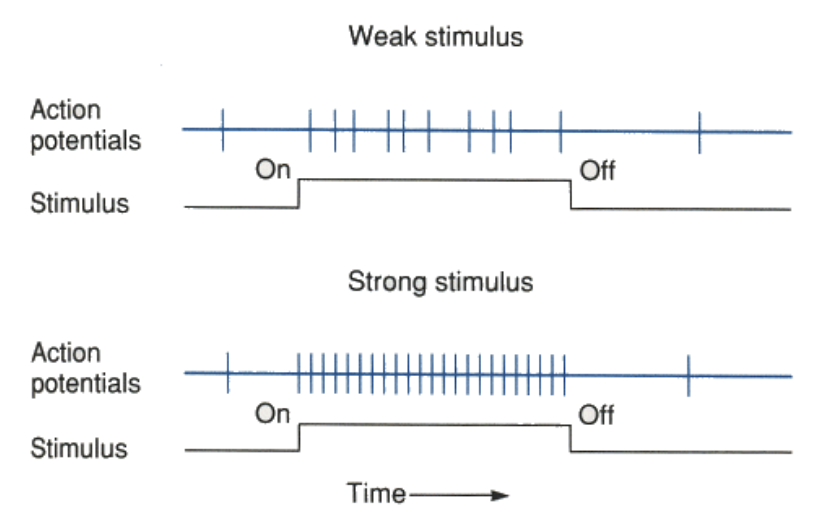 Weak stimulus
Action
potentials
On
Off
Stimulus
Strong stimulus
Action
potentials
On
Off
Stimulus
Time